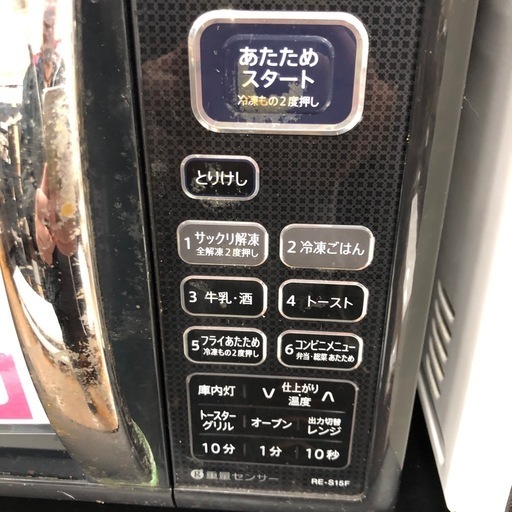 あたため
スタート
冷凍もの2度押し
とりけし
1 サックリ解凍
全解凍2度押し
2 冷凍ごはん
3 牛乳・酒
4 トースト
5 フライあたため
冷凍もの2度押し
6 コンビニメニュー
弁当・総菜 あたため
庫内灯
∨ 仕上がり ∧
温度
トースター
グリル
オープン
出力切替
レンジ
10分
1分
10秒
g 重量センサー
RE-S15F